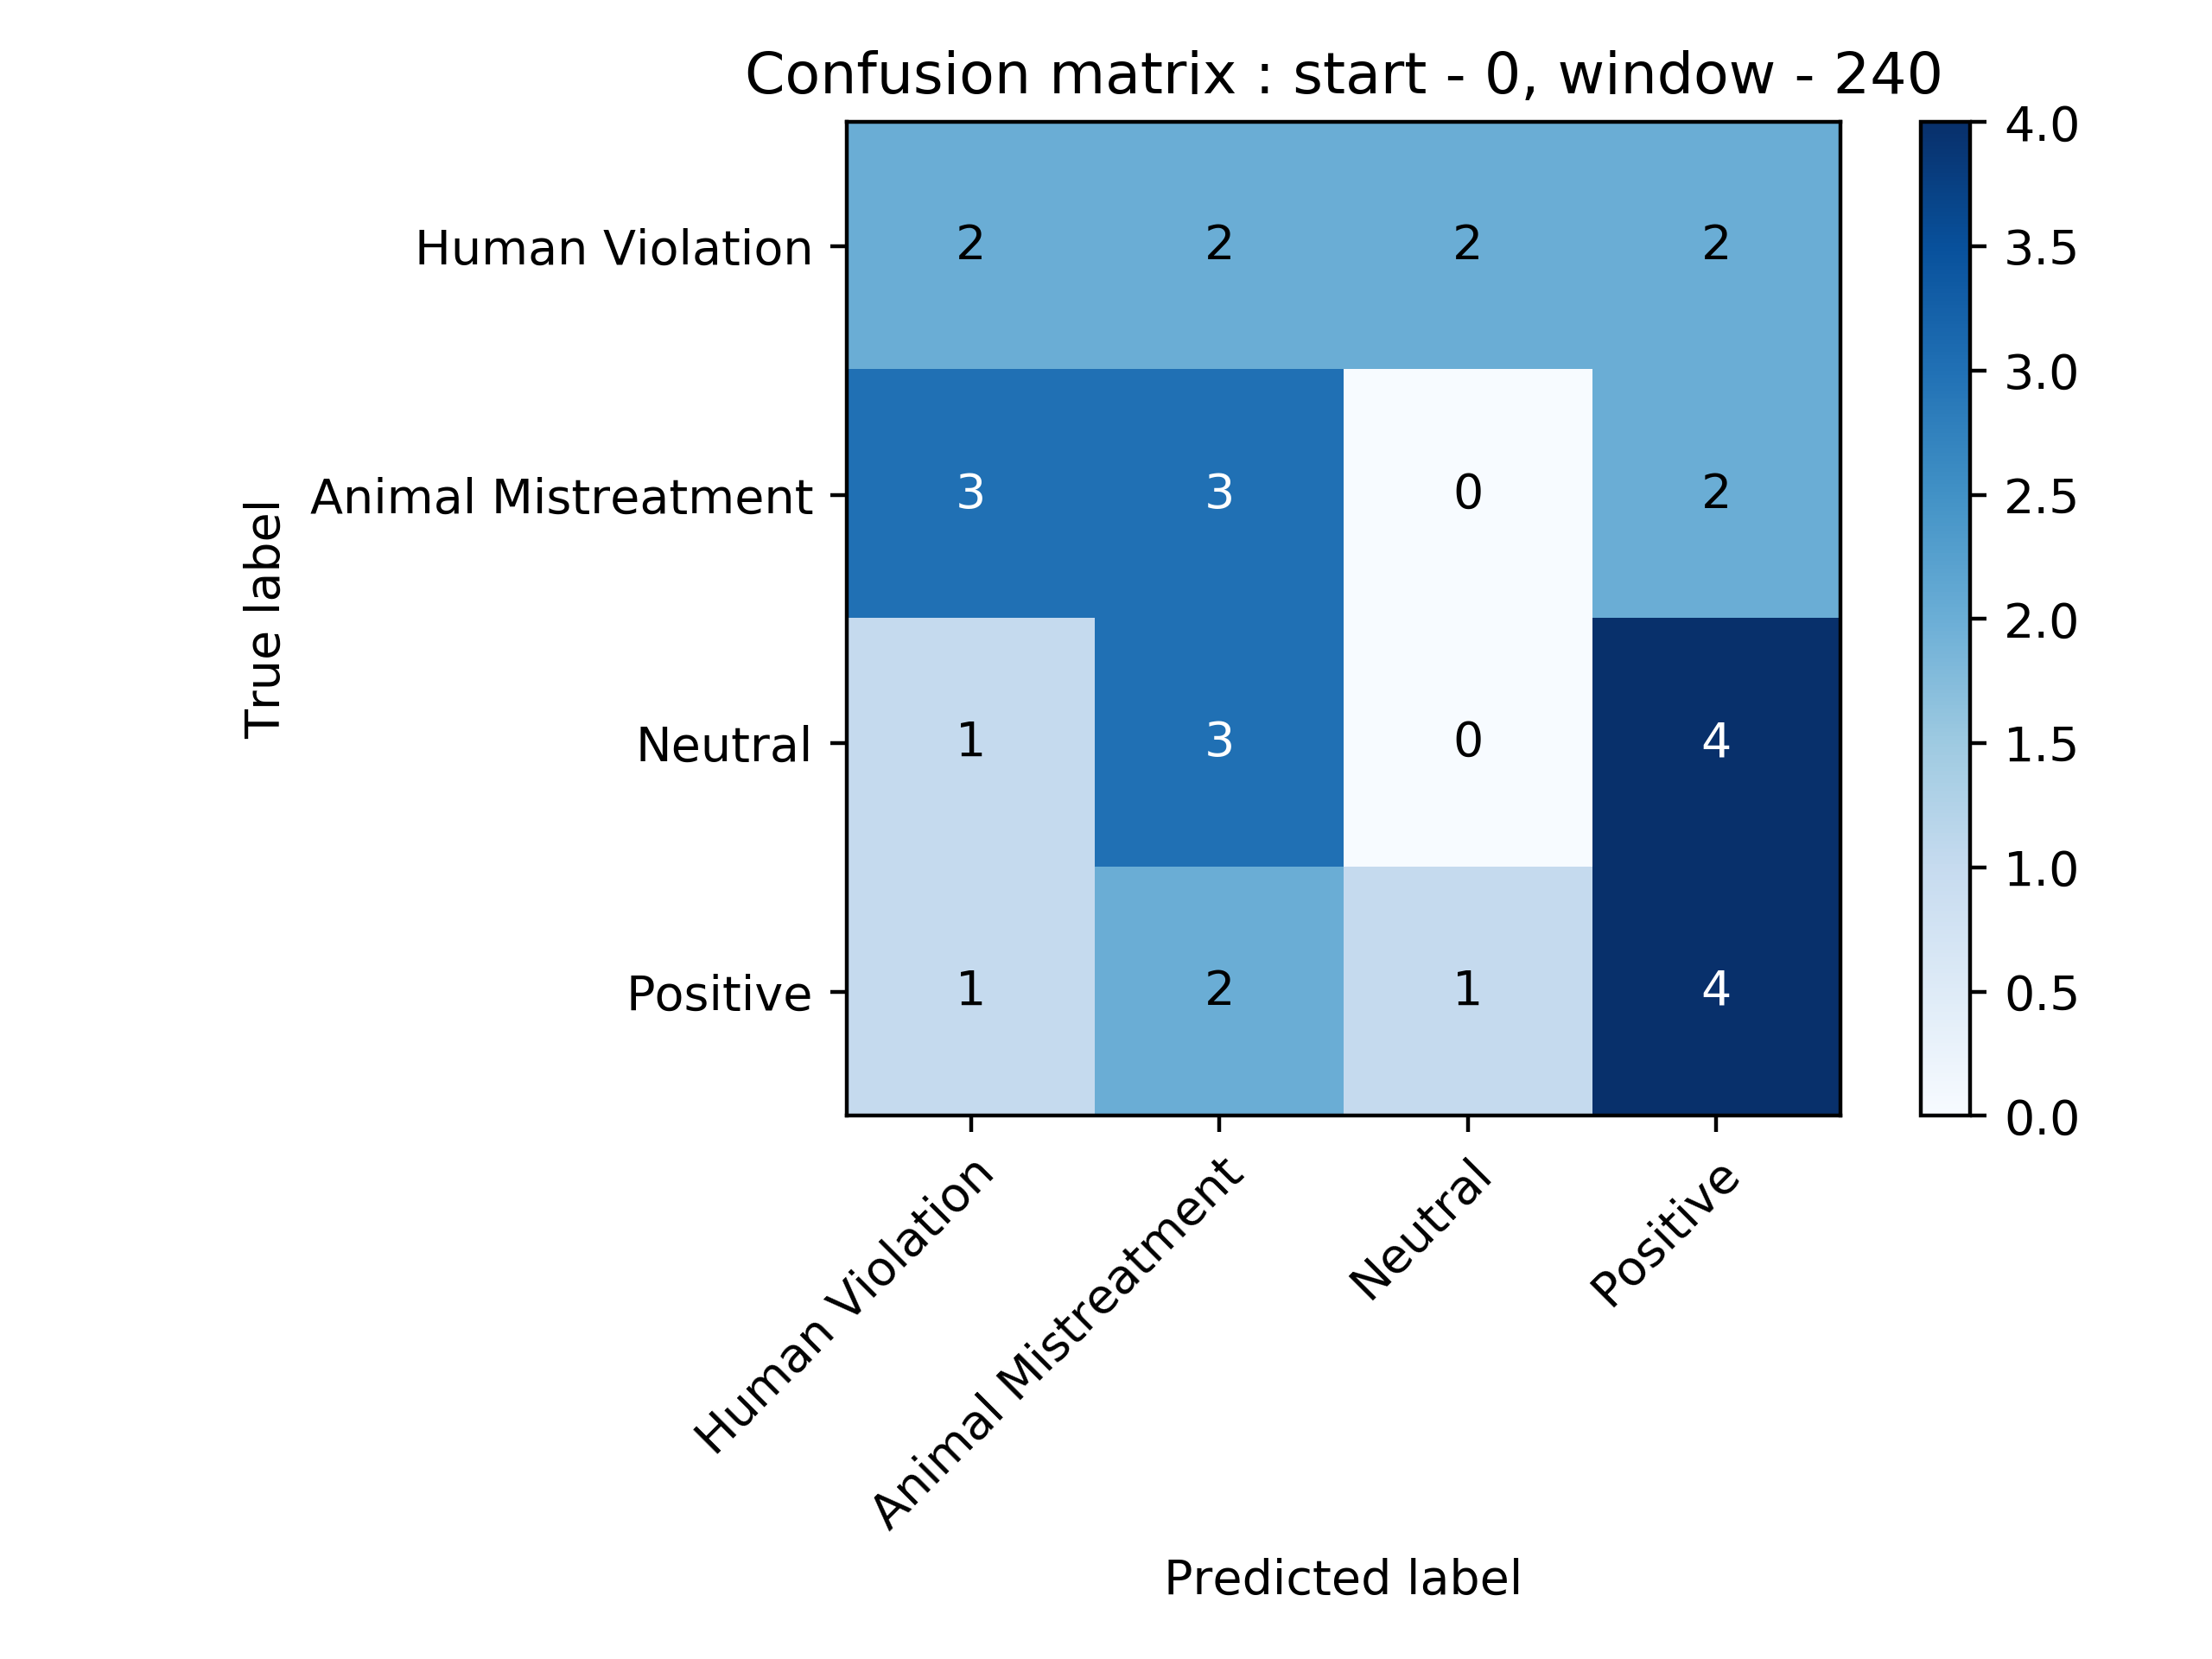 Confusion matrix : start - 0, window - 240
True label
Human Violation
2 2 2 2
Animal Mistreatment
3 3 0 2
Neutral
1 3 0 4
Positive
1 2 1 4
Human Violation
Animal Mistreatment
Neutral
Positive
Predicted label
4.0
3.5
3.0
2.5
2.0
1.5
1.0
0.5
0.0